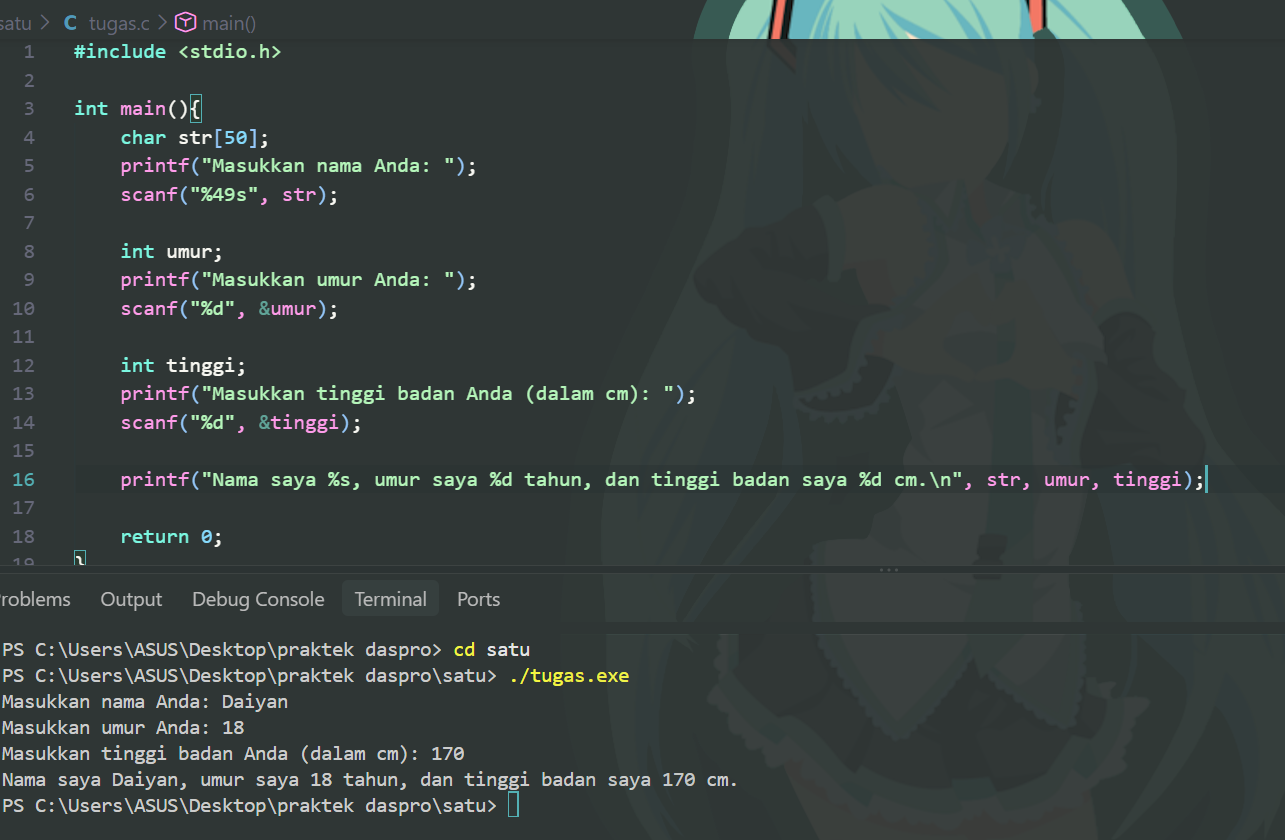 satu > C tugas.c > main()
1 #include <stdio.h>
2
3 int main(){
4     char str[50];
5     printf("Masukkan nama Anda: ");
6     scanf("%49s", str);
7
8     int umur;
9     printf("Masukkan umur Anda: ");
10     scanf("%d", &umur);
11
12     int tinggi;
13     printf("Masukkan tinggi badan Anda (dalam cm): ");
14     scanf("%d", &tinggi);
15
16     printf("Nama saya %s, umur saya %d tahun, dan tinggi badan saya %d cm.\n", str, umur, tinggi);
17
18     return 0;
19 }
roblems Output Debug Console Terminal Ports
PS C:\Users\ASUS\Desktop\praktek daspro> cd satu
PS C:\Users\ASUS\Desktop\praktek daspro\satu> ./tugas.exe
Masukkan nama Anda: Daiyan
Masukkan umur Anda: 18
Masukkan tinggi badan Anda (dalam cm): 170
Nama saya Daiyan, umur saya 18 tahun, dan tinggi badan saya 170 cm.
PS C:\Users\ASUS\Desktop\praktek daspro\satu>